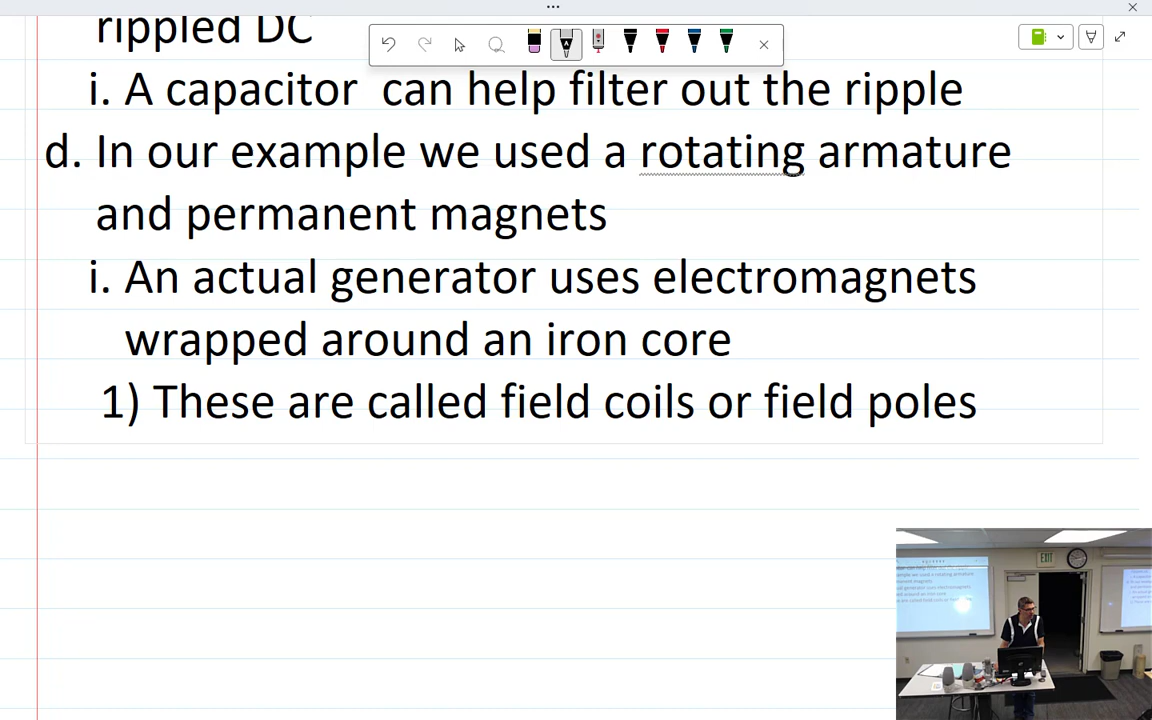 rippled DC
i. A capacitor can help filter out the ripple
d. In our example we used a rotating armature
and permanent magnets
i. An actual generator uses electromagnets
wrapped around an iron core
1) These are called field coils or field poles
EXIT